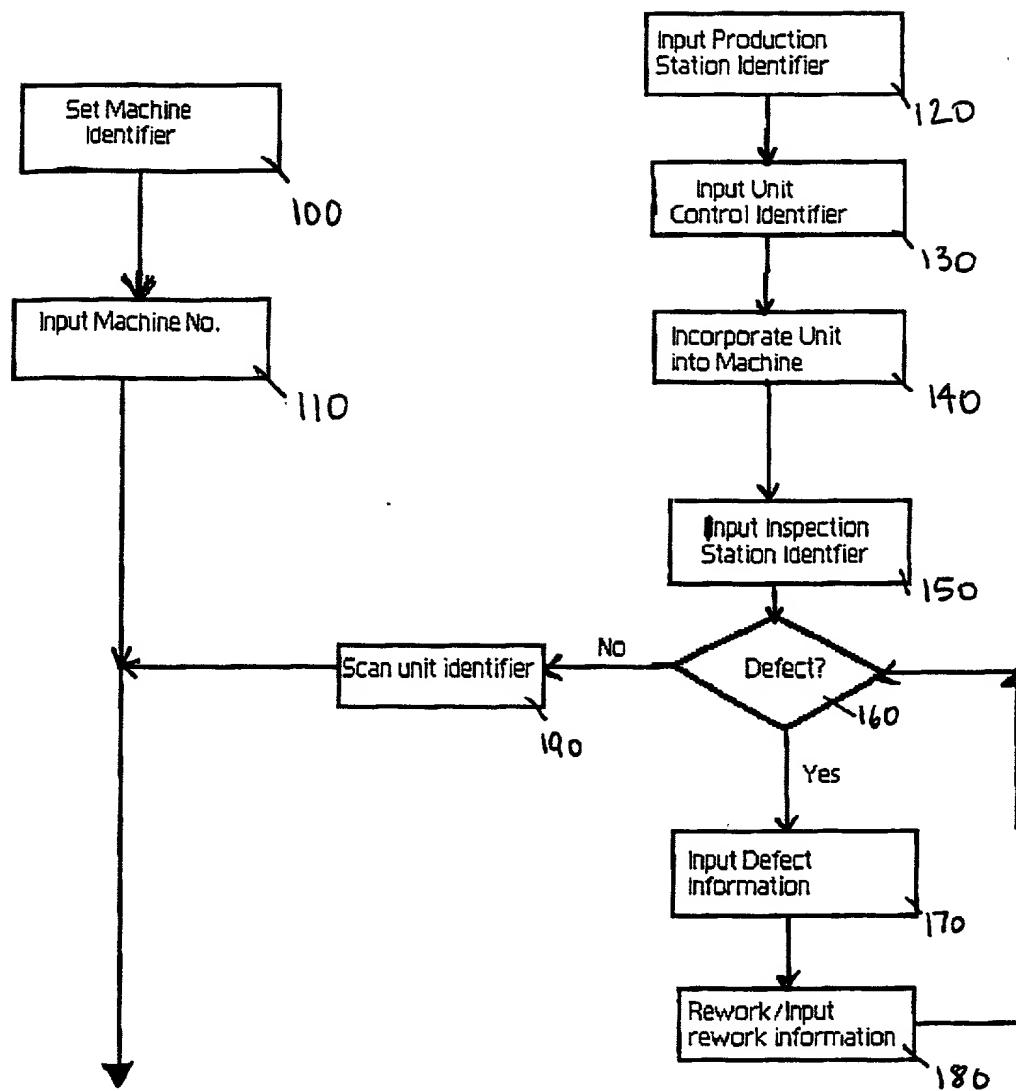 Set Machine
Identifier
100
Input Machine No.
110
Input Production
Station Identifier
120
Input Unit
Control Identifier
130
Incorporate Unit
into Machine
140
Input Inspection
Station Identfier
150
Defect?
160
No
Scan unit identifier
190
Yes
Input Defect
Information
170
Rework/Input
rework information
180